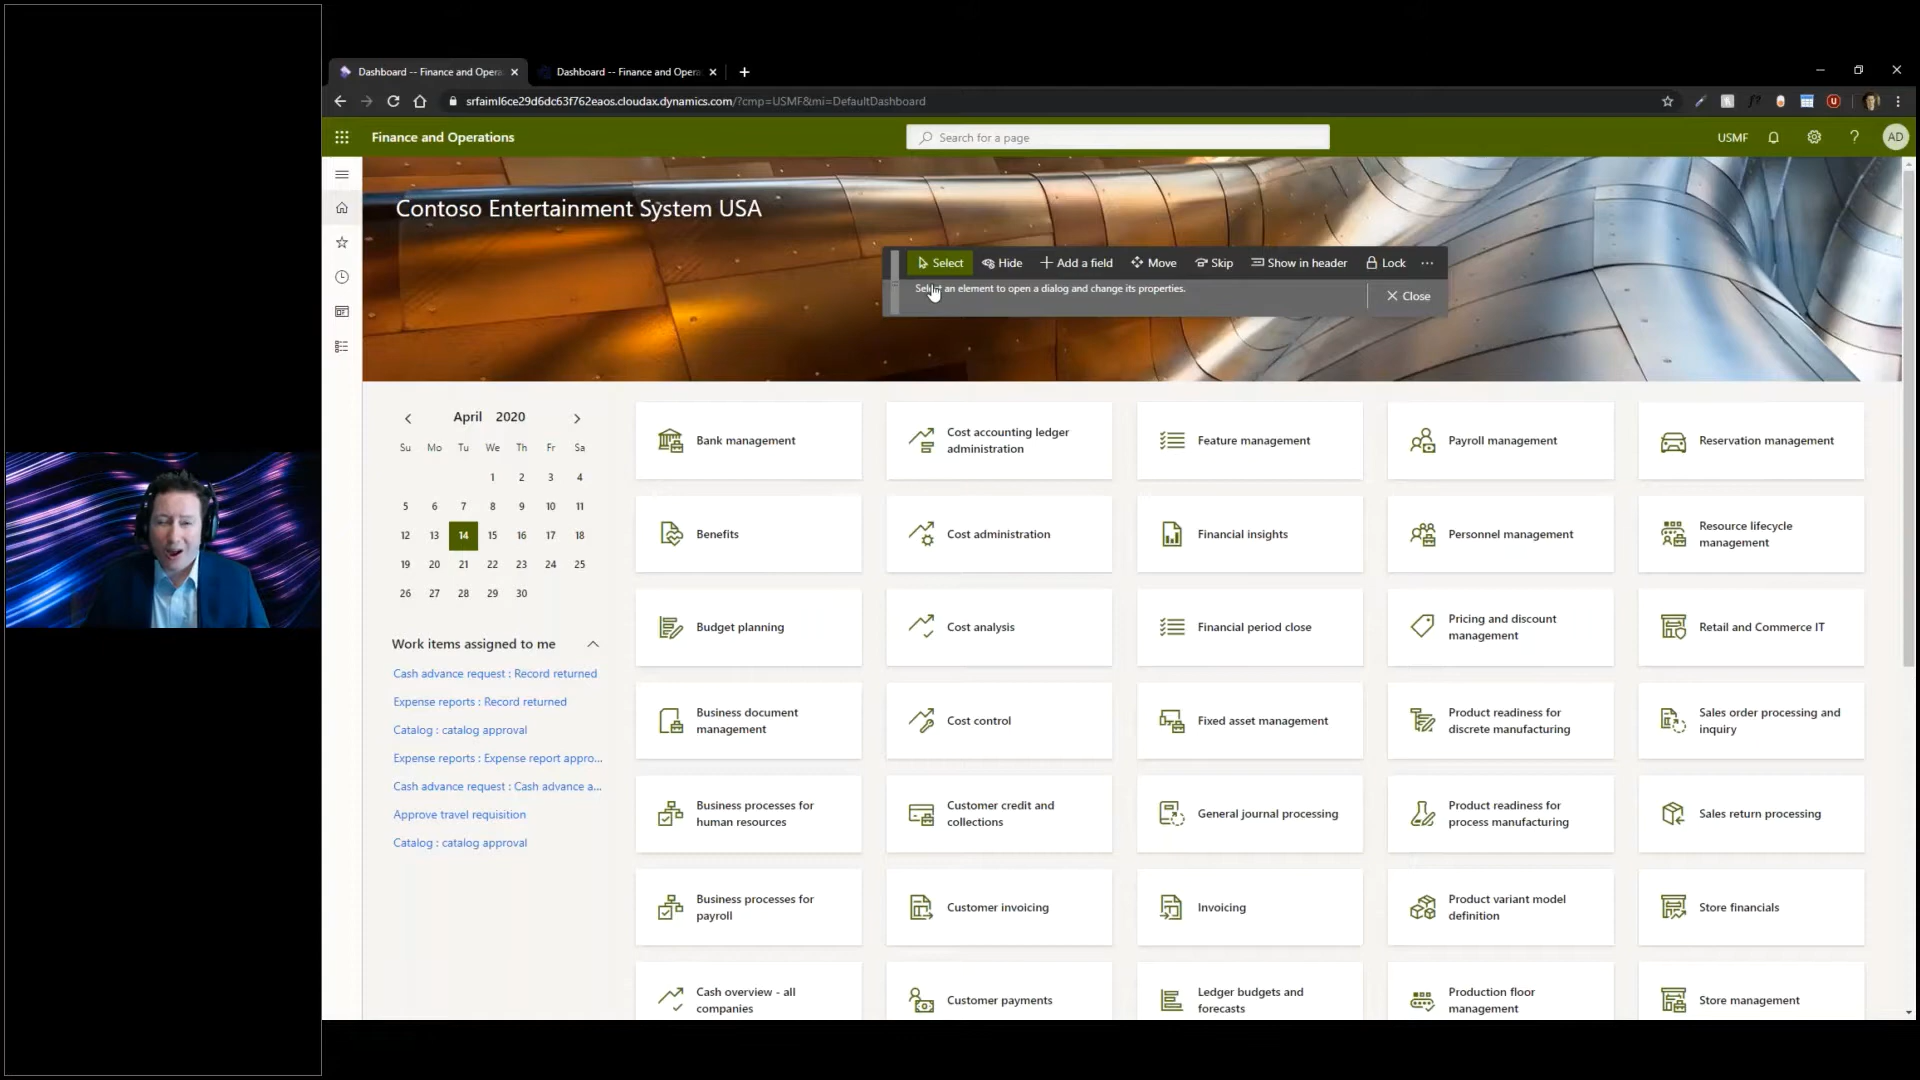 Dashboard -- Finance and Opera
Dashboard -- Finance and Opera
srfaiml6ce29d6dc63f762eaos.cloudax.dynamics.com/?cmp=USMF&mi=DefaultDashboard
Finance and Operations
Search for a page
USMF
AD
Contoso Entertainment System USA
Select
Hide
Add a field
Move
Skip
Show in header
Lock
Select an element to open a dialog and change its properties.
Close
April 2020
Su Mo Tu We Th Fr Sa
1 2 3 4
5 6 7 8 9 10 11
12 13 14 15 16 17 18
19 20 21 22 23 24 25
26 27 28 29 30
Work items assigned to me
Cash advance request : Record returned
Expense reports : Record returned
Catalog : catalog approval
Expense reports : Expense report appro...
Cash advance request : Cash advance a...
Approve travel requisition
Catalog : catalog approval
Bank management
Cost accounting ledger
administration
Feature management
Payroll management
Reservation management
Benefits
Cost administration
Financial insights
Personnel management
Resource lifecycle
management
Budget planning
Cost analysis
Financial period close
Pricing and discount
management
Retail and Commerce IT
Business document
management
Cost control
Fixed asset management
Product readiness for
discrete manufacturing
Sales order processing and
inquiry
Business processes for
human resources
Customer credit and
collections
General journal processing
Product readiness for
process manufacturing
Sales return processing
Business processes for
payroll
Customer invoicing
Invoicing
Product variant model
definition
Store financials
Cash overview - all
companies
Customer payments
Ledger budgets and
forecasts
Production floor
management
Store management